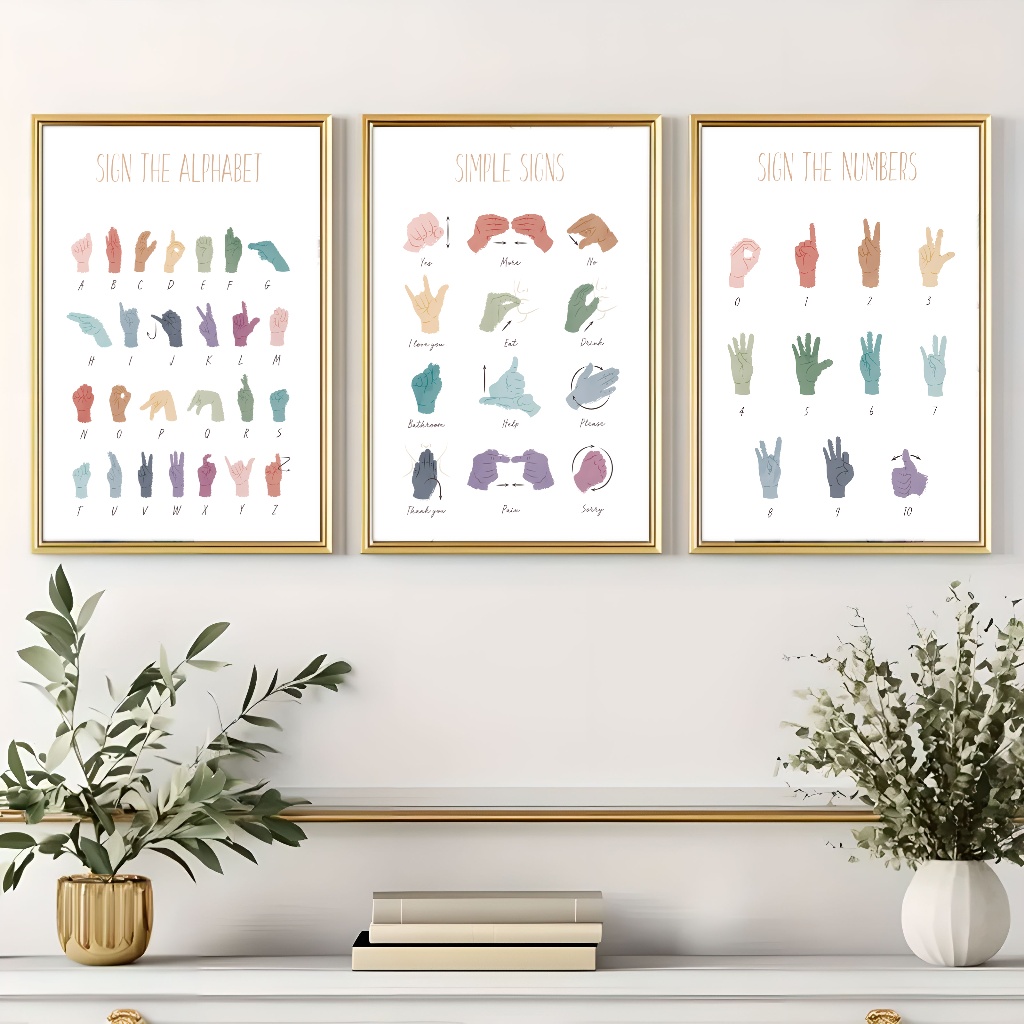 SIGN THE ALPHABET
A B C D E F G
H I J K L M
N O P Q R S
T U V W X Y Z
SIMPLE SIGNS
Yes More No
I love you Eat Drink
Bathroom Help Please
Thank you Pain Sorry
SIGN THE NUMBERS
0 1 2 3
4 5 6 7
8 9 10